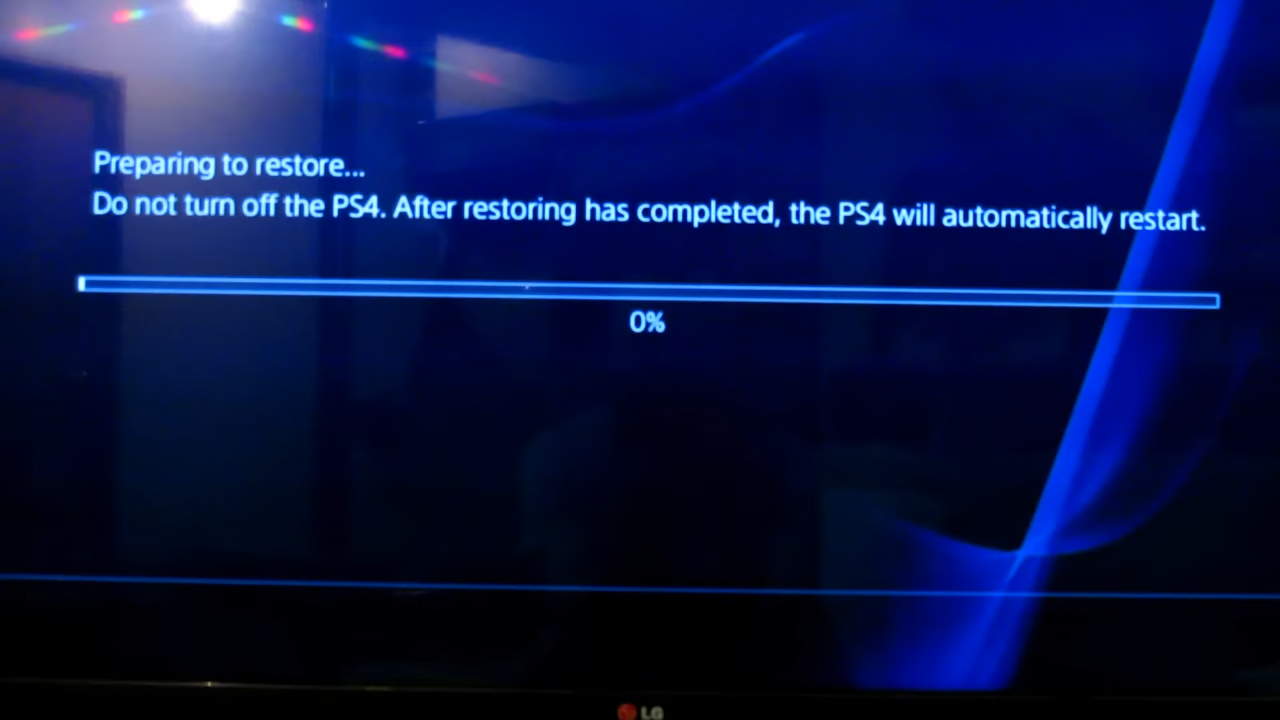 Preparing to restore...
Do not turn off the PS4. After restoring has completed, the PS4 will automatically restart.
0%
LG